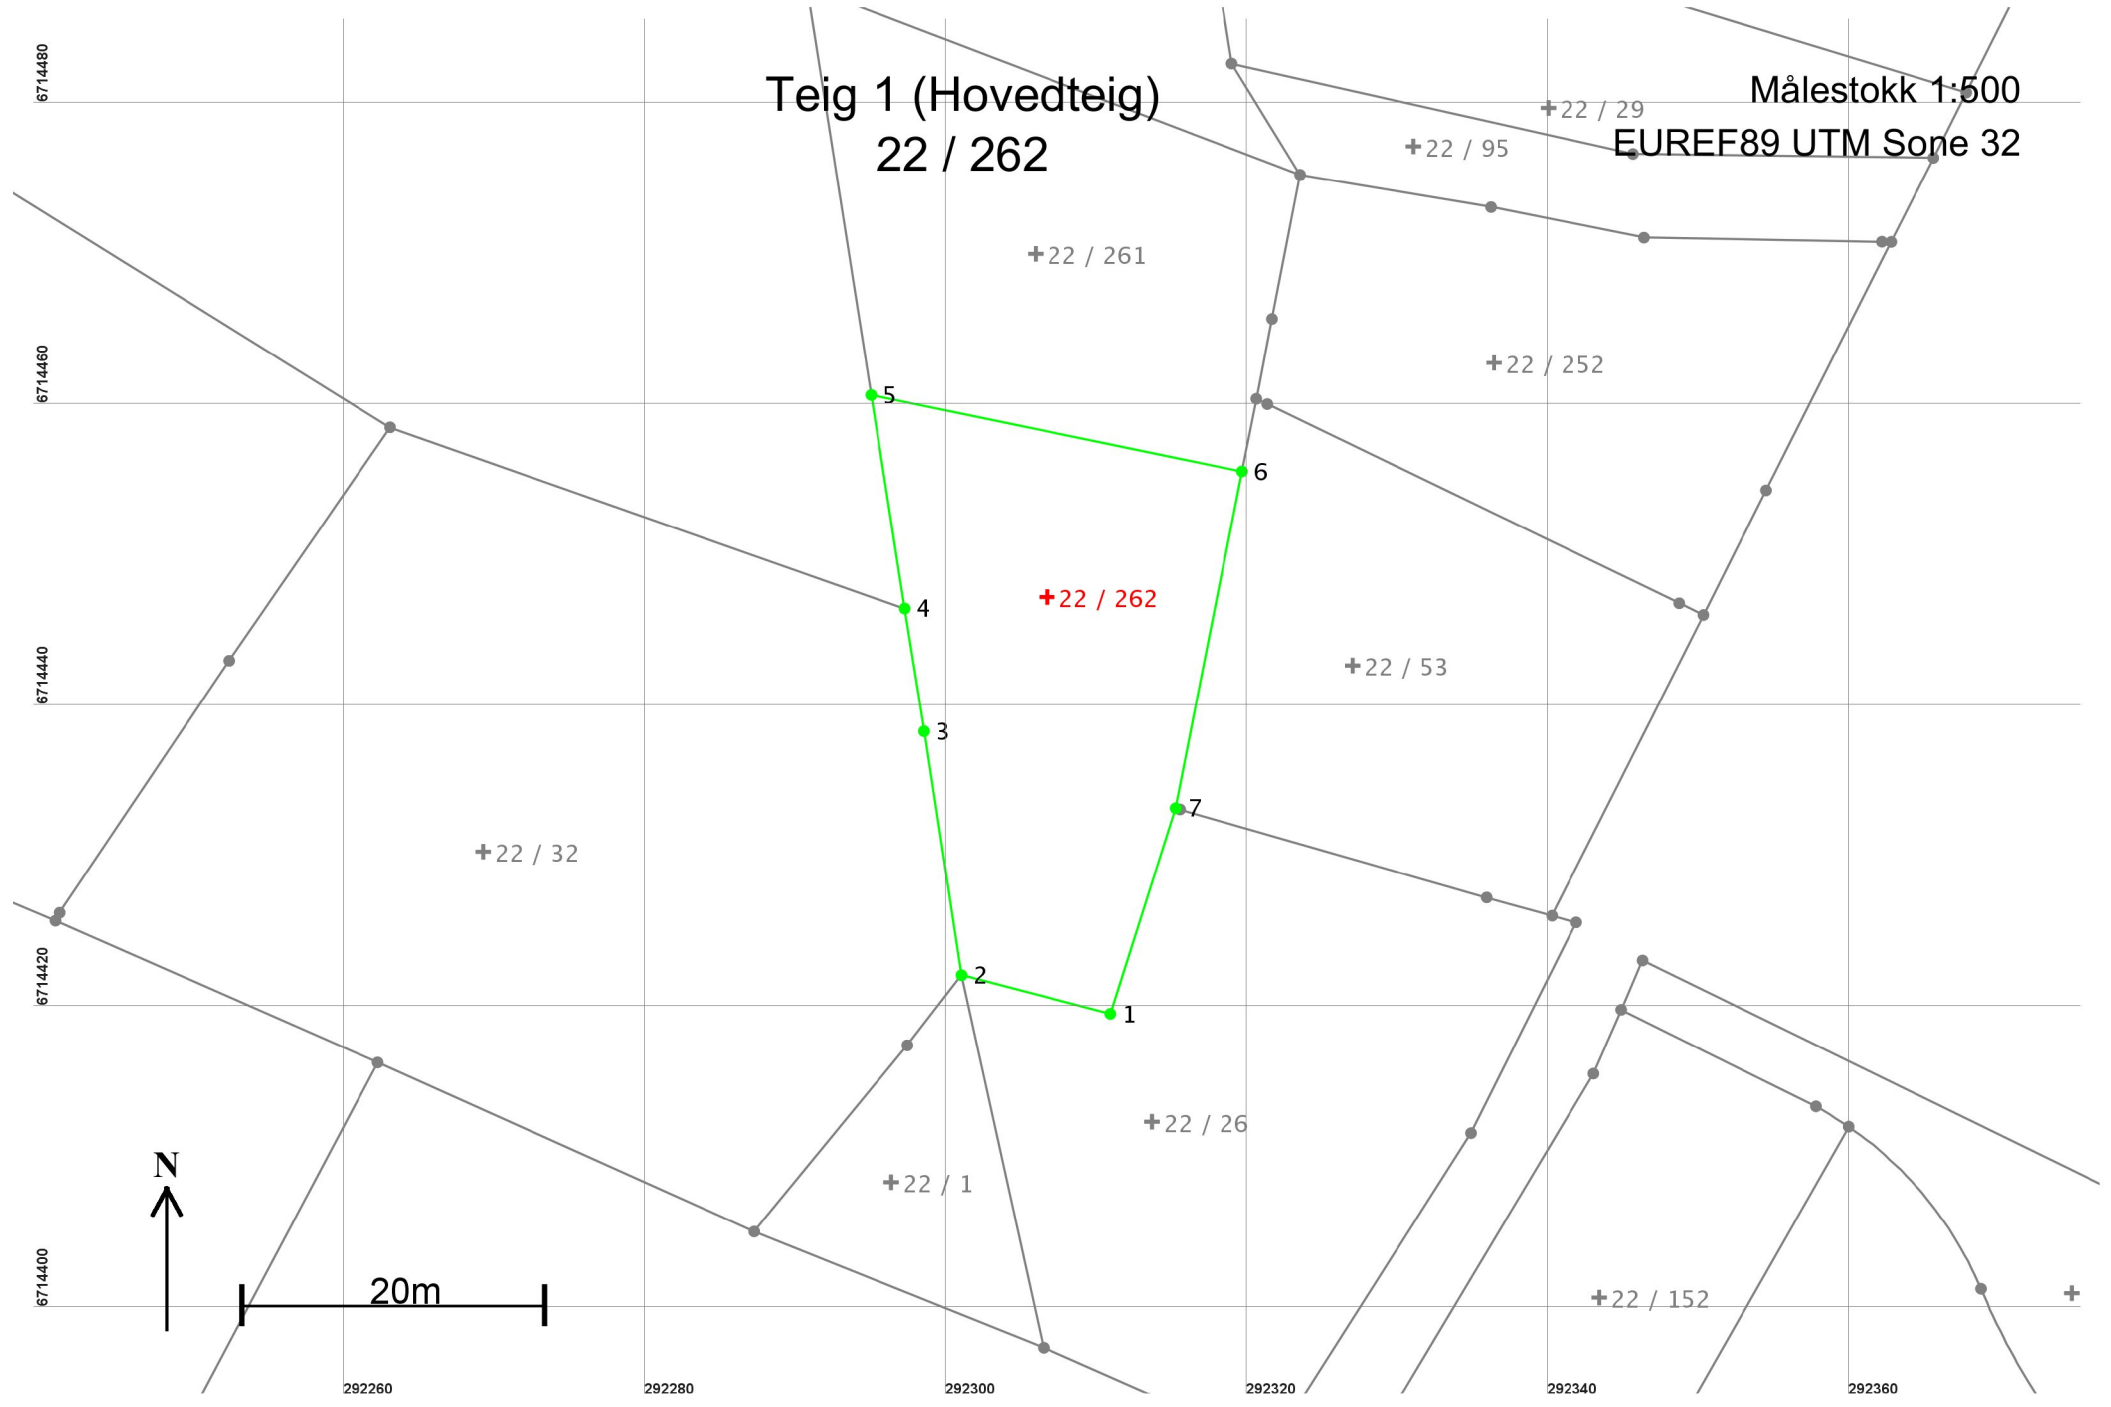 6714480
Teig 1 (Hovedteig)
22 / 262
Målestokk 1:500
EUREF89 UTM Sone 32
22 / 29
22 / 95
22 / 261
6714460
22 / 252
5
6
22 / 262
4
6714440
22 / 53
3
7
22 / 32
6714420
2
1
22 / 26
N
22 / 1
6714400
20m
22 / 152
292260
292280
292300
292320
292340
292360